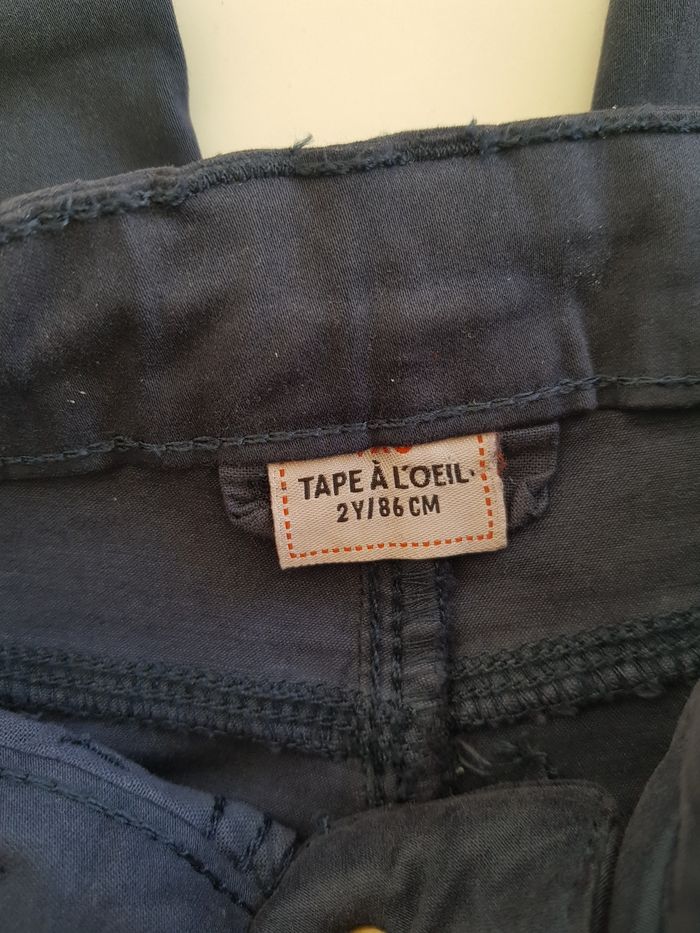 TAPE À L'OEIL.
2Y/86 CM